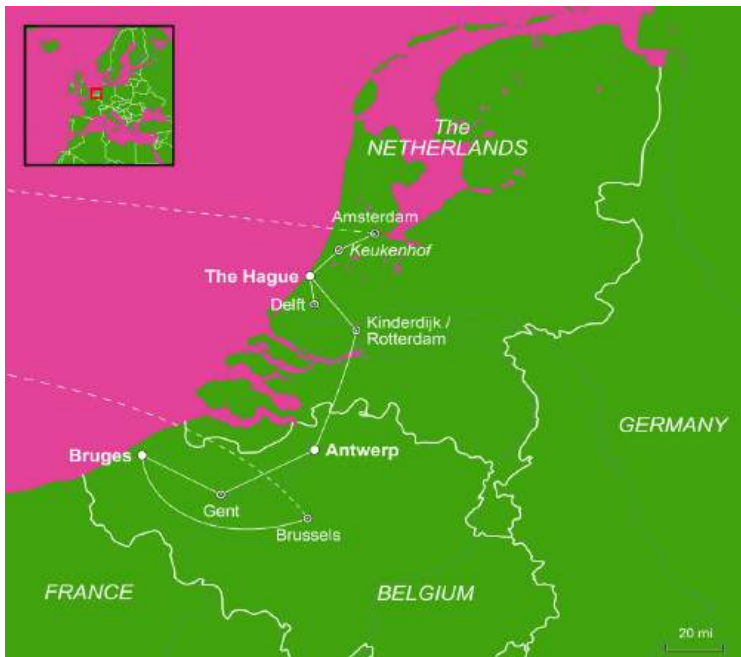 The
NETHERLANDS
Amsterdam
Keukenhof
The Hague
Delft
Kinderdijk /
Rotterdam
GERMANY
Bruges
Antwerp
Gent
Brussels
FRANCE
BELGIUM
20 mi